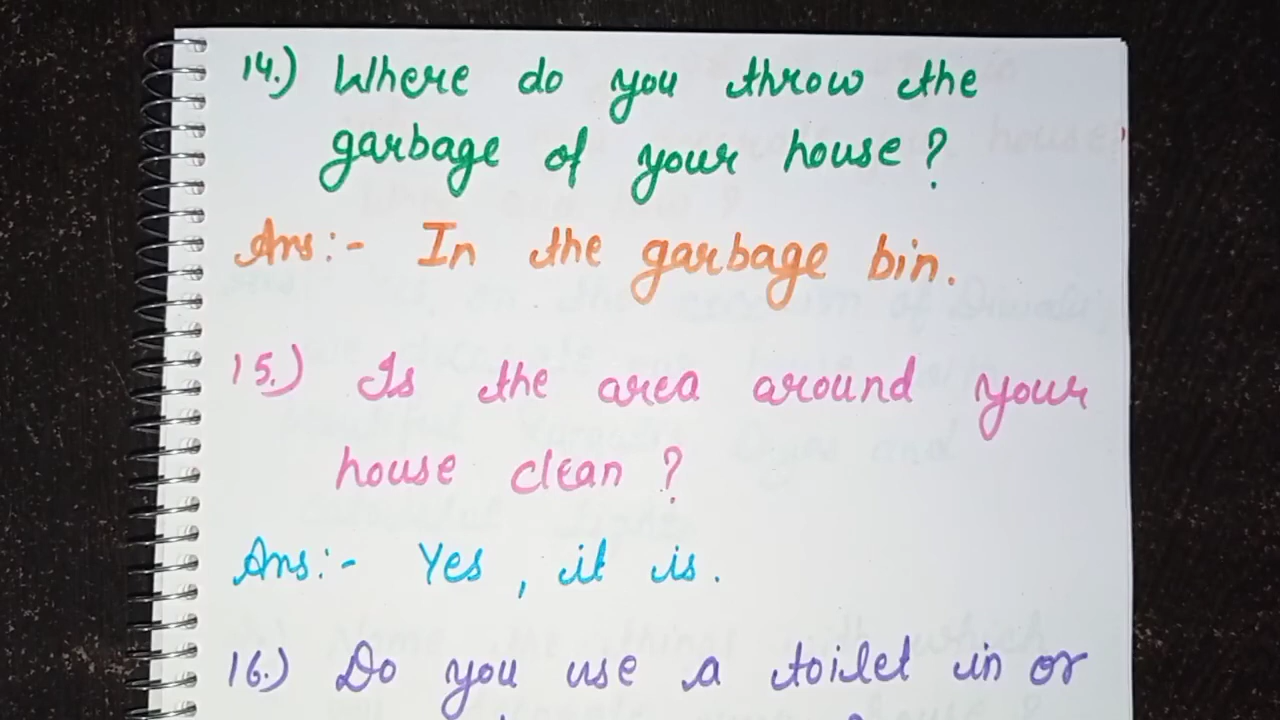 14.) Where do you throw the
garbage of your house?
Ans:- In the garbage bin.
15.) Is the area around your
house clean?
Ans:- Yes, it is.
16.) Do you use a toilet in or